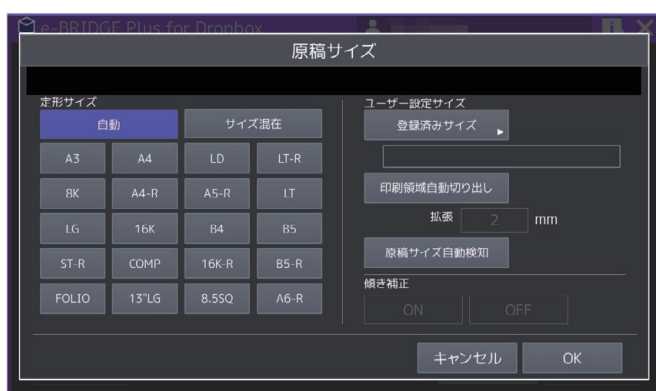 e-BRIDGE Plus for Dropbox
原稿サイズ
定形サイズ
自動
サイズ混在
A3
A4
LD
LT-R
8K
A4-R
A5-R
LT
LG
16K
B4
B5
ST-R
COMP
16K-R
B5-R
FOLIO
13"LG
8.5SQ
A6-R
ユーザー設定サイズ
登録済みサイズ
印刷領域自動切り出し
拡張 2 mm
原稿サイズ自動検知
傾き補正
ON
OFF
キャンセル
OK